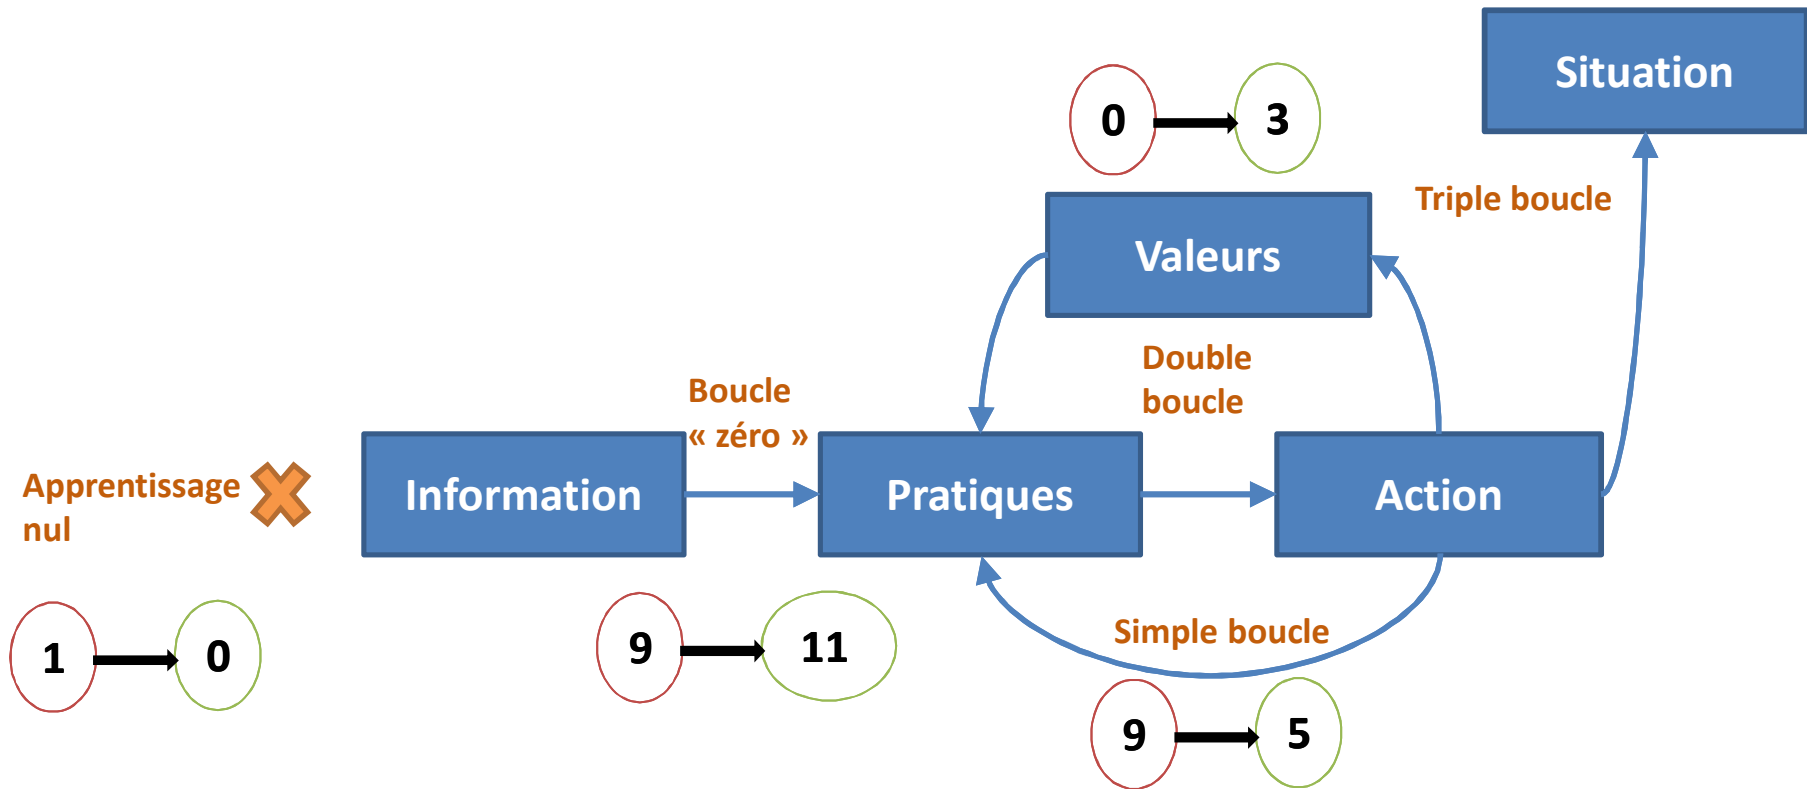 Situation
0
3
Triple boucle
Valeurs
Double
boucle
Boucle
« zéro »
Apprentissage
nul
Information
Pratiques
Action
Simple boucle
1
0
9
11
9
5